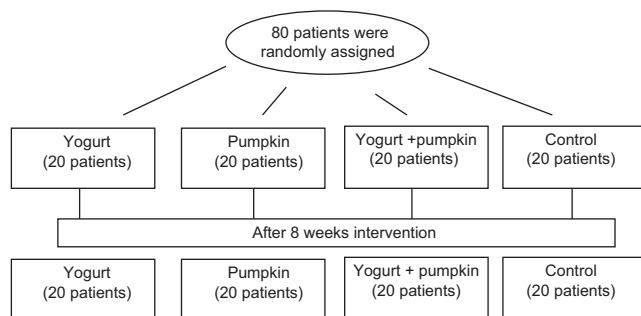 80 patients were
randomly assigned
Yogurt
(20 patients)
Pumpkin
(20 patients)
Yogurt +pumpkin
(20 patients)
Control
(20 patients)
After 8 weeks intervention
Yogurt
(20 patients)
Pumpkin
(20 patients)
Yogurt + pumpkin
(20 patients)
Control
(20 patients)